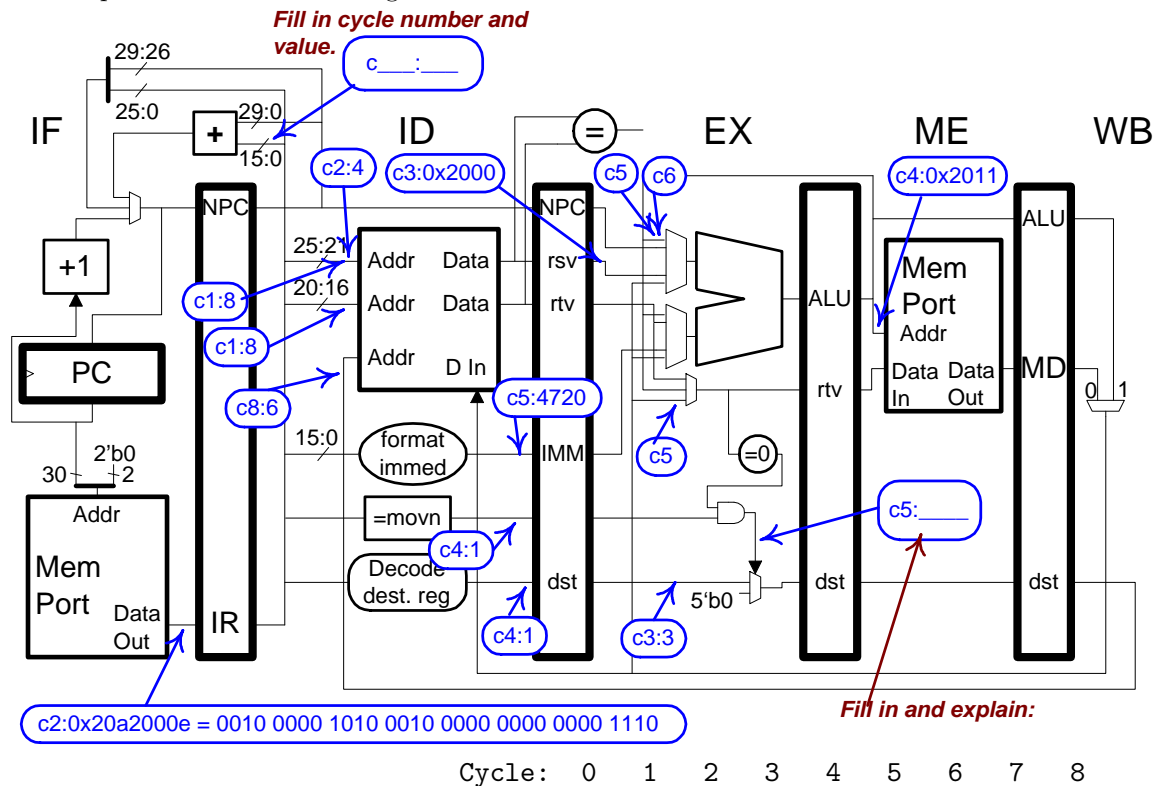 Fill in cycle number and
value.
c___:___
29:26
25:0
29:0
15:0
+
IF
ID
EX
ME
WB
=
c2:4
c3:0x2000
c5
c6
c4:0x2011
NPC
NPC
ALU
+1
25:21
20:16
c1:8
c1:8
c8:6
Addr
Data
Addr
Data
Addr
D In
rsv
rtv
ALU
Mem
Port
Addr
Data
In
Data
Out
MD
0
1
PC
rtv
c5:4720
15:0
format
immed
IMM
c5
=0
30
2'b0
2
Addr
Mem
Port
Data
Out
IR
=movn
c4:1
Decode
dest. reg
c4:1
dst
c3:3
5'b0
c5:____
dst
dst
c2:0x20a2000e = 0010 0000 1010 0010 0000 0000 0000 1110
Fill in and explain:
Cycle: 0 1 2 3 4 5 6 7 8